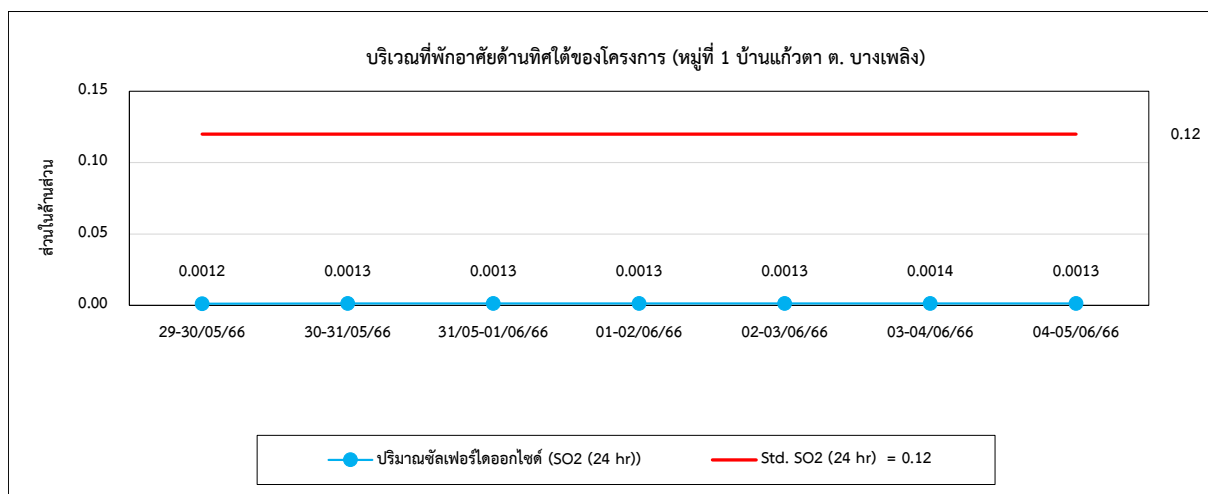 บริเวณที่พักอาศัยด้านทิศใต้ของโครงการ (หมู่ที่ 1 บ้านแก้วตา ต. บางเพลิง)
0.15
0.12
0.10
ส่วนในล้านส่วน
0.05
0.0012 0.0013 0.0013 0.0013 0.0013 0.0014 0.0013
0.00
29-30/05/66 30-31/05/66 31/05-01/06/66 01-02/06/66 02-03/06/66 03-04/06/66 04-05/06/66
ปริมาณซัลเฟอร์ไดออกไซด์ (SO2 (24 hr)) Std. SO2 (24 hr) = 0.12